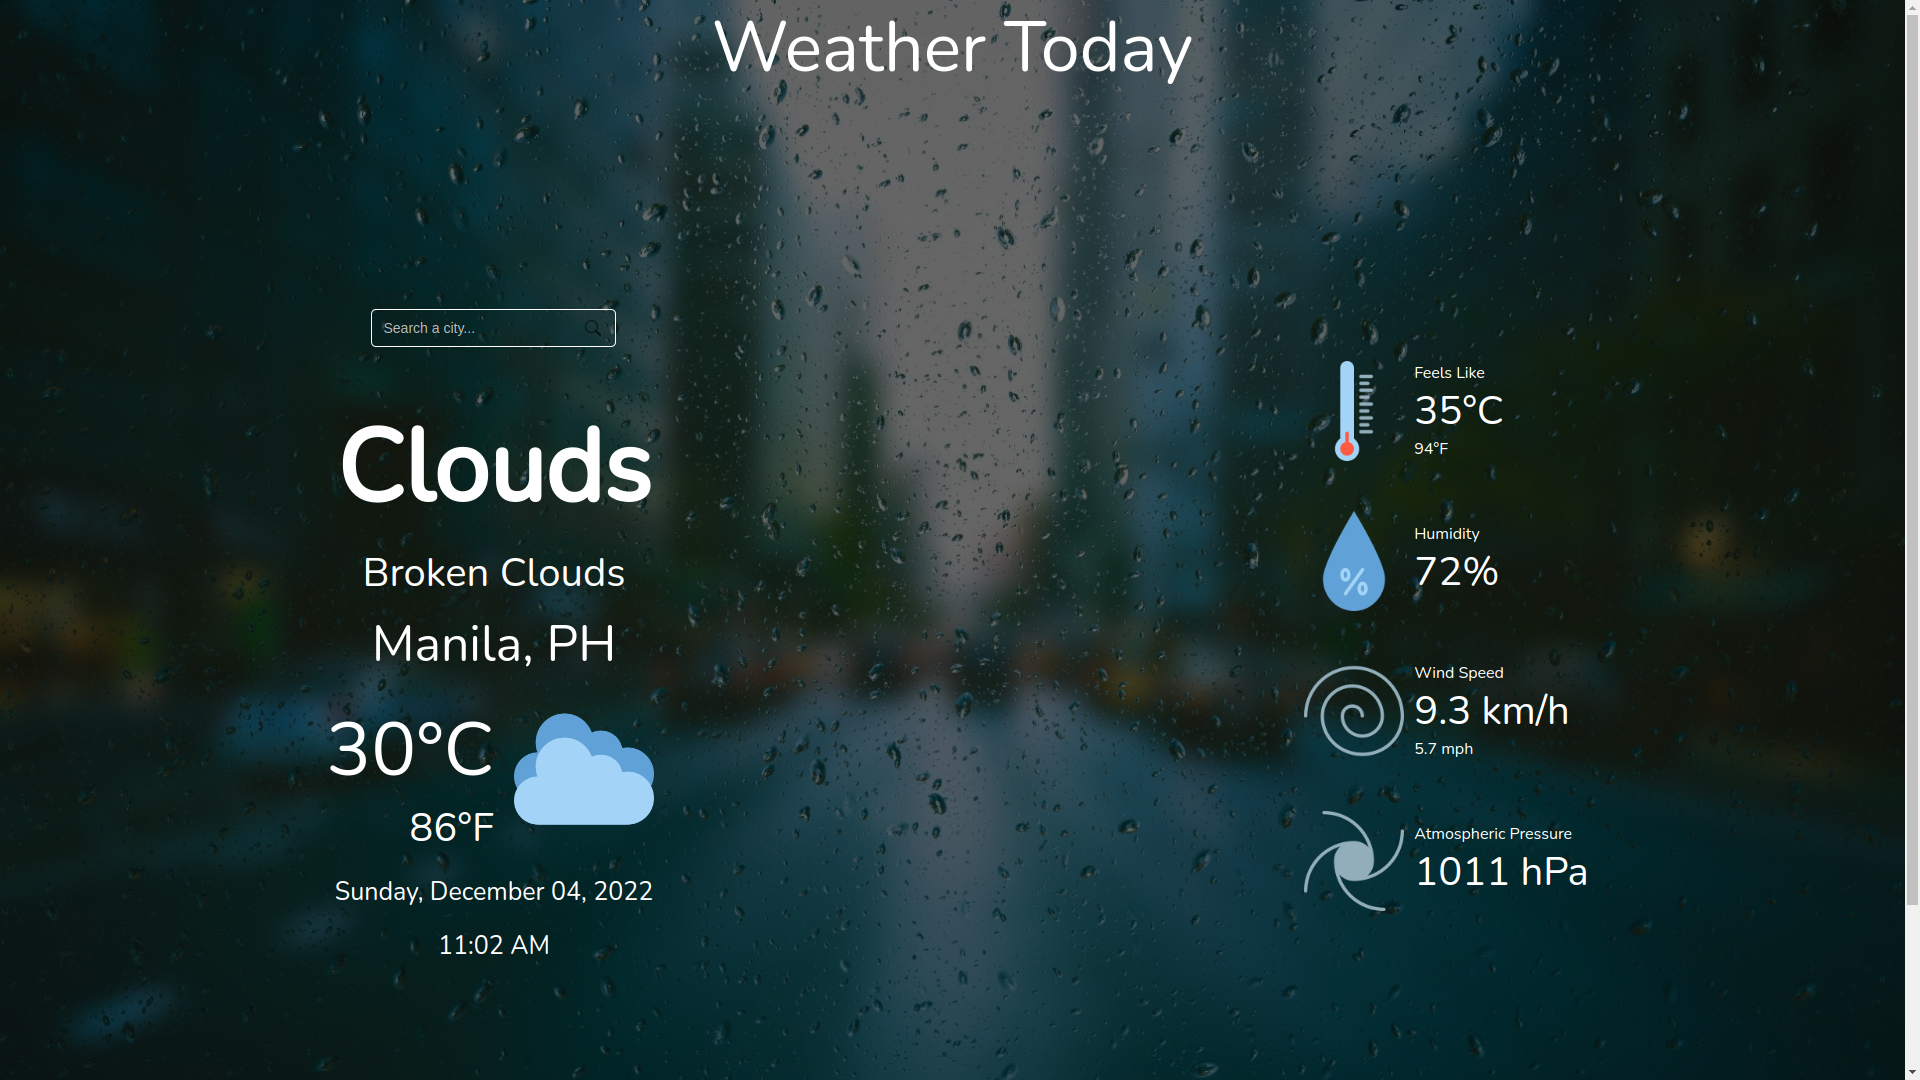 Weather Today
Search a city...
Clouds
Broken Clouds
Manila, PH
30°C
86°F
Sunday, December 04, 2022
11:02 AM
Feels Like
35°C
94°F
%
Humidity
72%
Wind Speed
9.3 km/h
5.7 mph
Atmospheric Pressure
1011 hPa